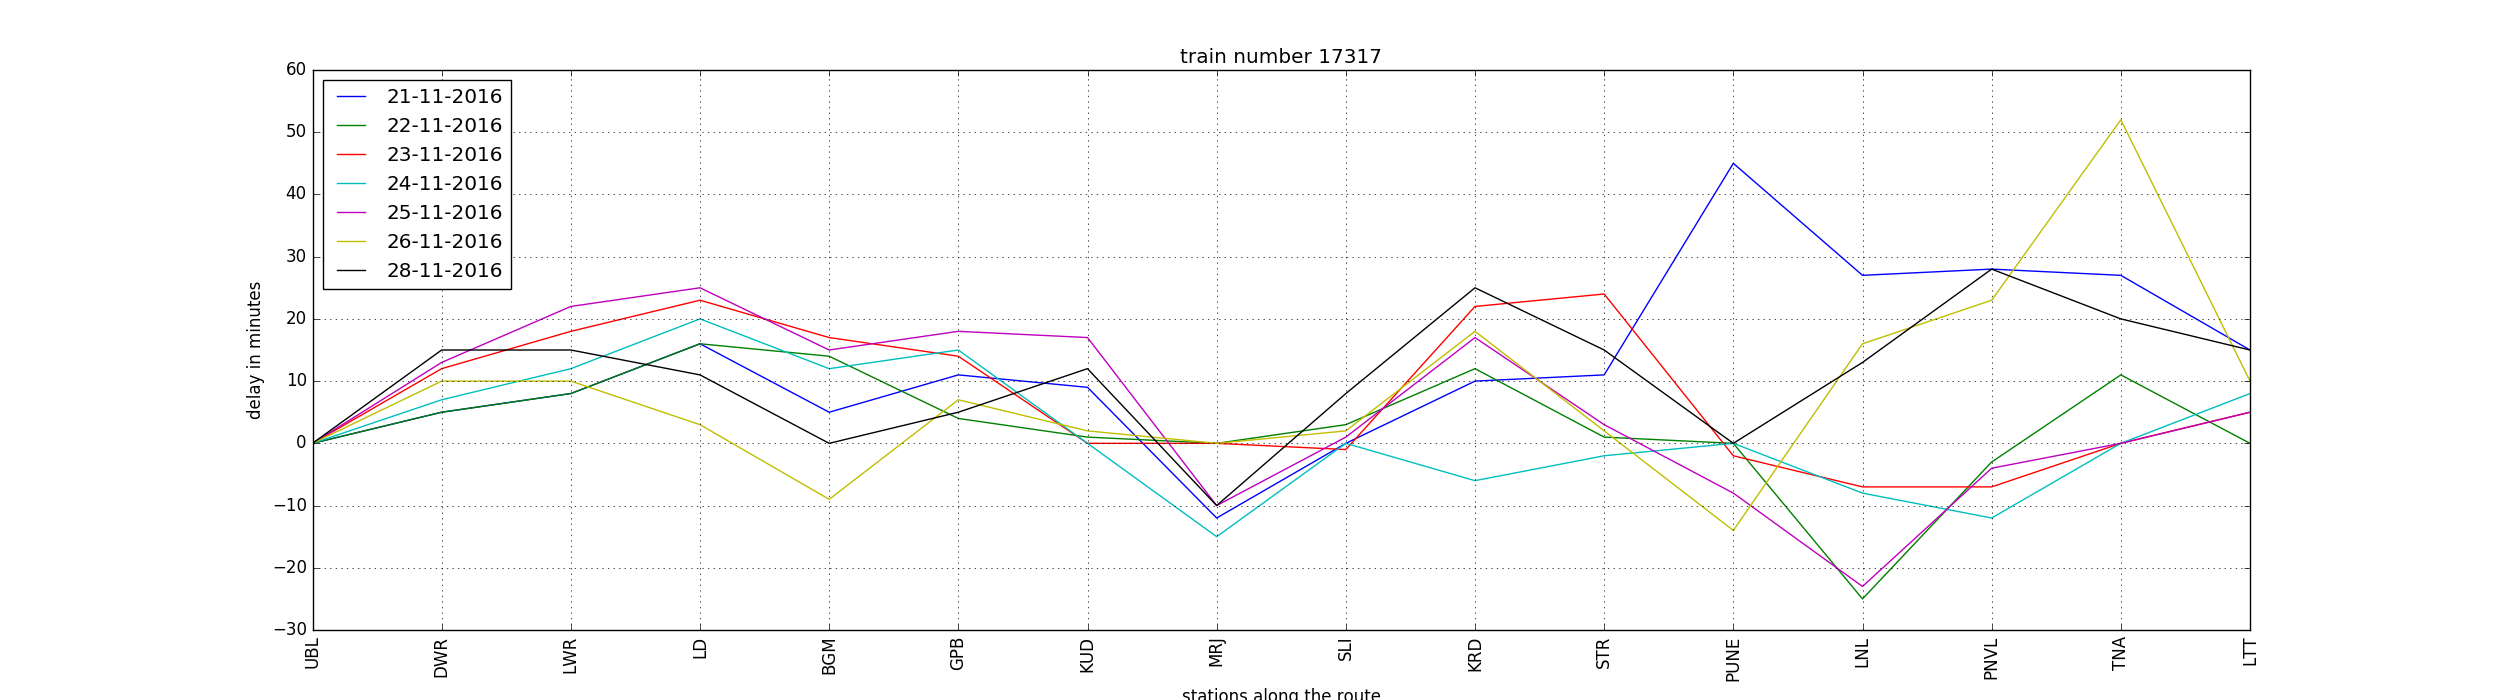 train number 17317
60
50
40
30
20
10
0
−10
−20
−30
delay in minutes
21-11-2016
22-11-2016
23-11-2016
24-11-2016
25-11-2016
26-11-2016
28-11-2016
UBL
DWR
LWR
LD
BGM
GPB
KUD
MRJ
SLI
KRD
STR
PUNE
LNL
PNVL
TNA
LTT
stations along the route